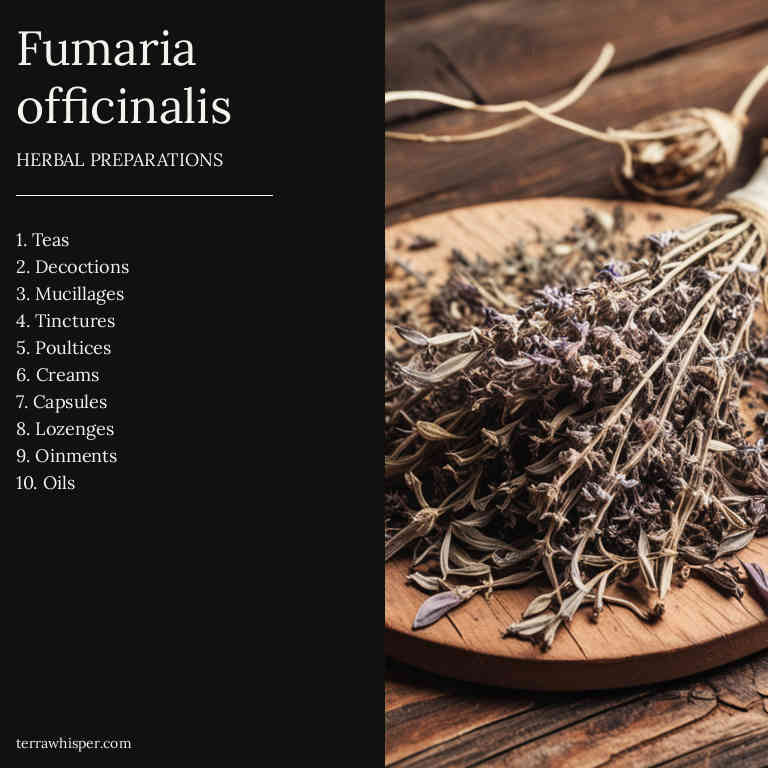 Fumaria
officinalis
HERBAL PREPARATIONS
1. Teas
2. Decoctions
3. Mucillages
4. Tinctures
5. Poultices
6. Creams
7. Capsules
8. Lozenges
9. Oinments
10. Oils
terrawhisper.com